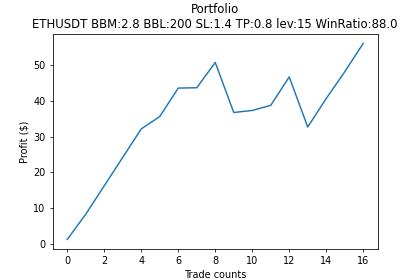 Portfolio
ETHUSDT BBM:2.8 BBL:200 SL:1.4 TP:0.8 lev:15 WinRatio:88.0
Profit ($)
50
40
30
20
10
0
0 2 4 6 8 10 12 14 16
Trade counts